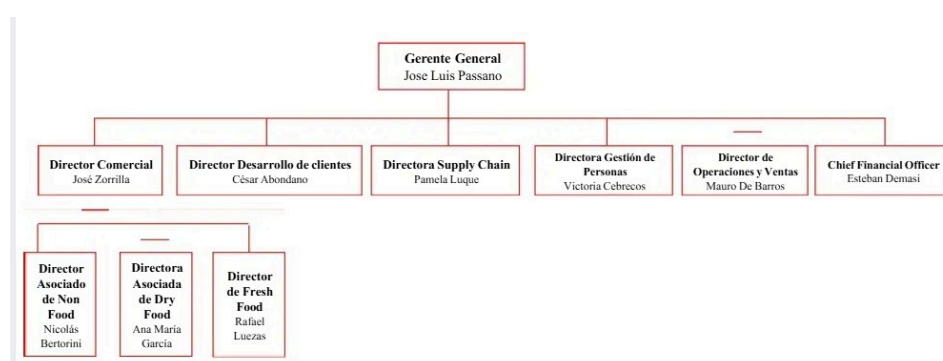 Gerente General
Jose Luis Passano
Director Comercial
José Zorrilla
Director Desarrollo de clientes
César Abondano
Directora Supply Chain
Pamela Luque
Directora Gestión de
Personas
Victoria Cebrecos
Director de
Operaciones y Ventas
Mauro De Barros
Chief Financial Officer
Esteban Demasi
Director
Asociado
de Non
Food
Nicolás
Bertorini
Directora
Asociada
de Dry
Food
Ana María
García
Director
de Fresh
Food
Rafael
Luezas